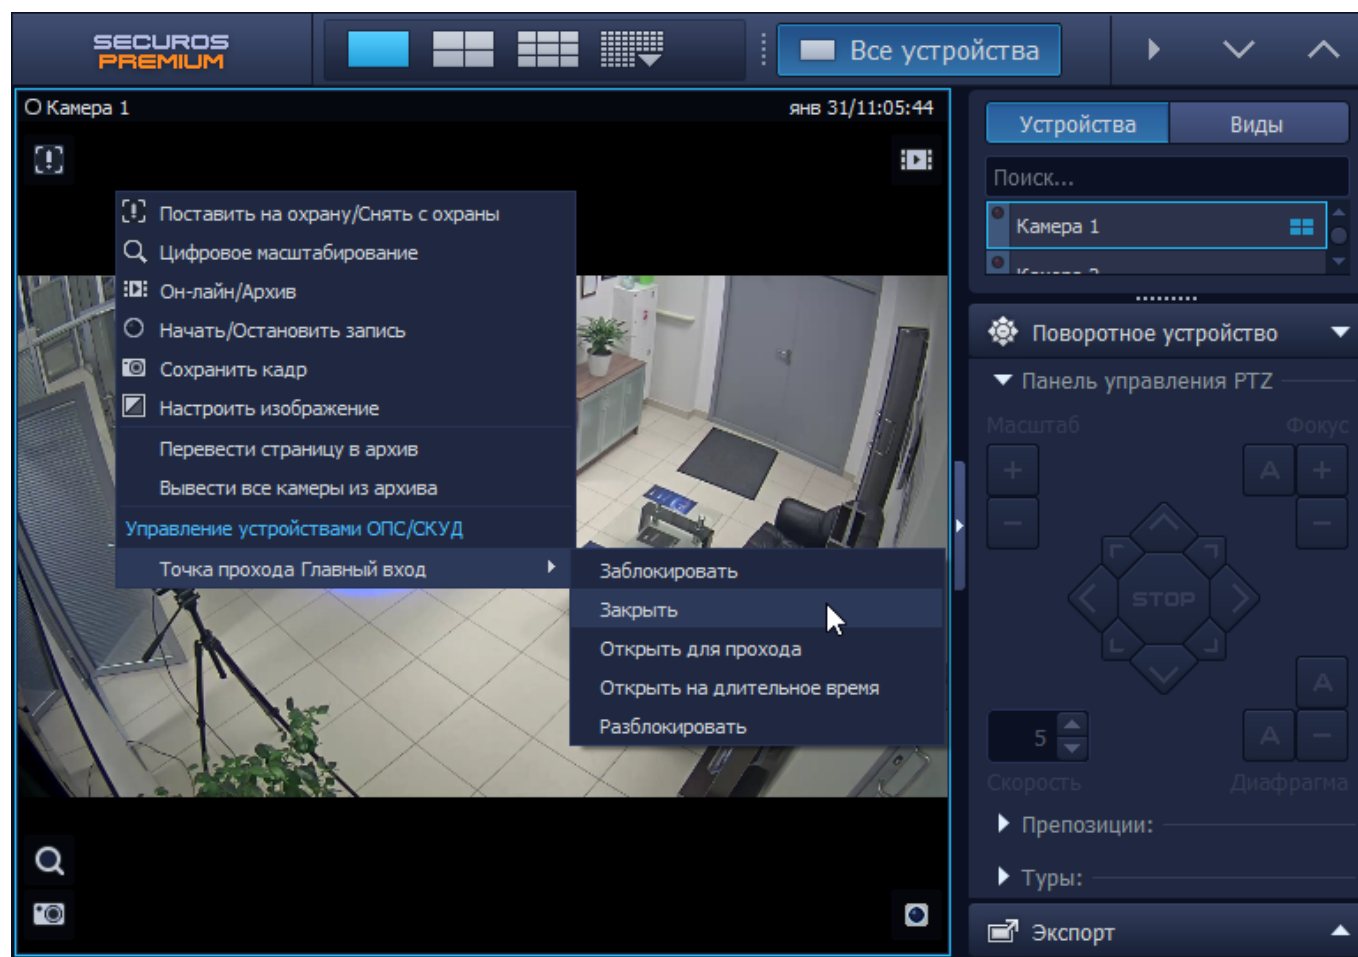 SECUROS
PREMIUM
Все устройства
Камера 1
янв 31/11:05:44
Устройства
Виды
Поиск...
Камера 1
Камера 2
Поставить на охрану/Снять с охраны
Цифровое масштабирование
Он-лайн/Архив
Начать/Остановить запись
Сохранить кадр
Настроить изображение
Перевести страницу в архив
Вывести все камеры из архива
Управление устройствами ОПС/СКУД
Точка прохода Главный вход
Заблокировать
Закрыть
Открыть для прохода
Открыть на длительное время
Разблокировать
Поворотное устройство
Панель управления PTZ
Масштаб
Фокус
A
STOP
A
5
A
Скорость
Диафрагма
Препозиции:
Туры:
Экспорт